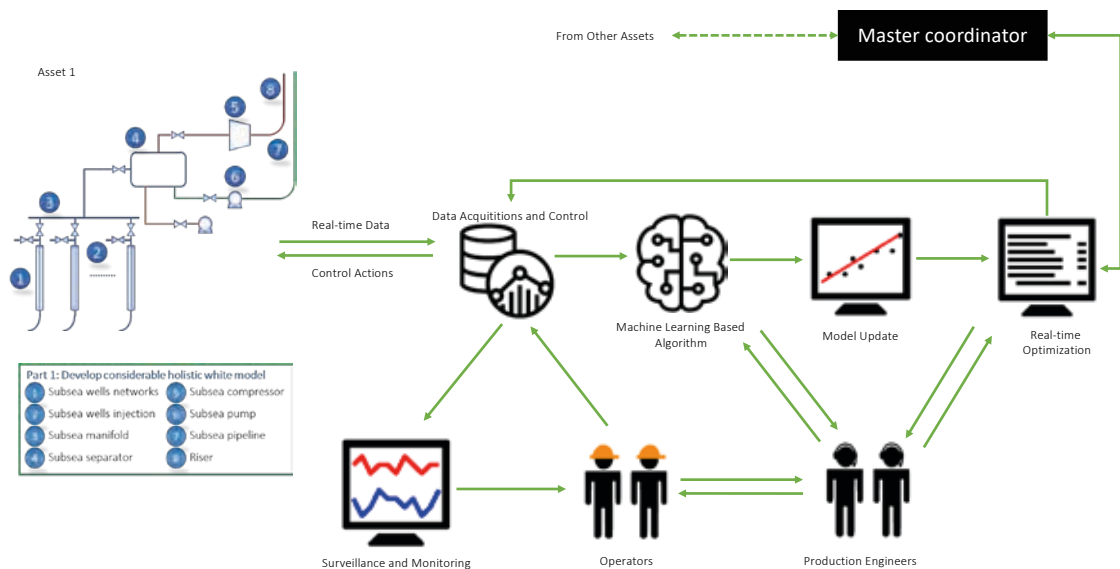 Master coordinator
From Other Assets
Asset 1
8
5
4
7
6
3
2
1
Real-time Data
Control Actions
Data Acquititions and Control
Machine Learning Based
Algorithm
Model Update
Real-time
Optimization
Part 1: Develop considerable holistic white model
1 Subsea wells networks
5 Subsea compressor
2 Subsea wells injection
6 Subsea pump
3 Subsea manifold
7 Subsea pipeline
4 Subsea separator
8 Riser
Surveillance and Monitoring
Operators
Production Engineers